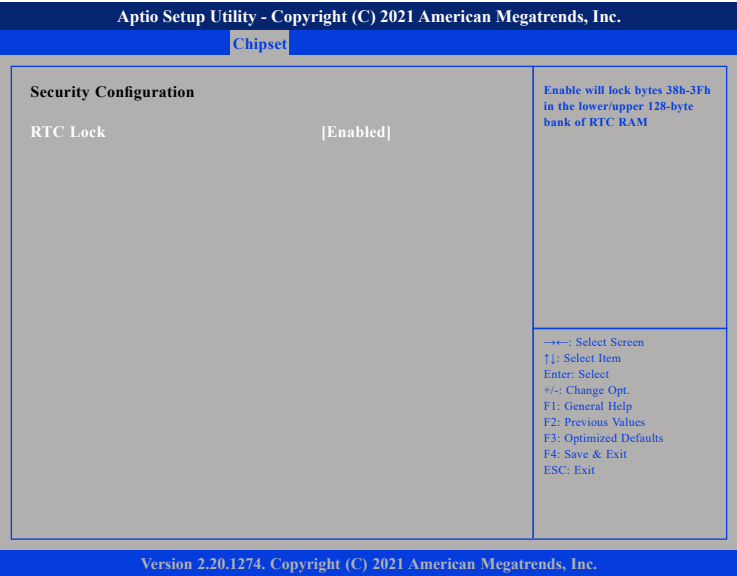 Aptio Setup Utility - Copyright (C) 2021 American Megatrends, Inc.
Chipset
Security Configuration
RTC Lock [Enabled]
Enable will lock bytes 38h-3Fh
in the lower/upper 128-byte
bank of RTC RAM
→←: Select Screen
↑↓: Select Item
Enter: Select
+/-: Change Opt.
F1: General Help
F2: Previous Values
F3: Optimized Defaults
F4: Save & Exit
ESC: Exit
Version 2.20.1274. Copyright (C) 2021 American Megatrends, Inc.